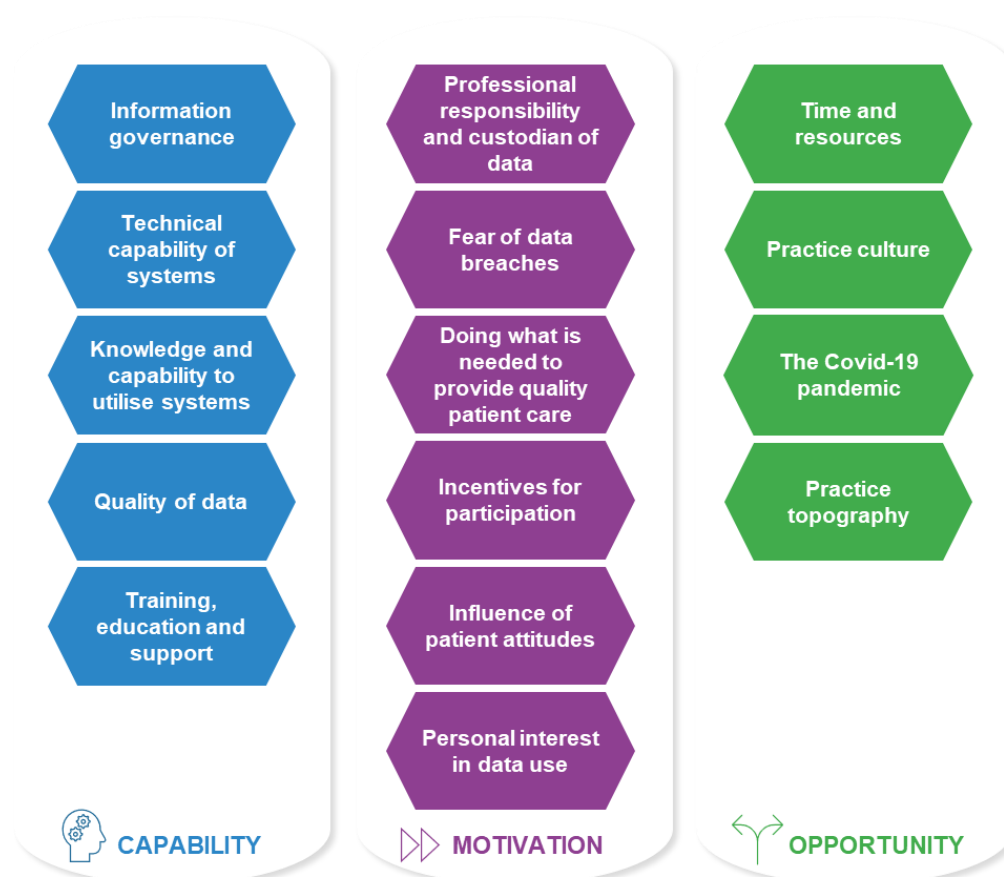 Information
governance
Technical
capability of
systems
Knowledge and
capability to
utilise systems
Quality of data
Training,
education and
support
CAPABILITY
Professional
responsibility
and custodian of
data
Fear of data
breaches
Doing what is
needed to
provide quality
patient care
Incentives for
participation
Influence of
patient attitudes
Personal interest
in data use
MOTIVATION
Time and
resources
Practice culture
The Covid-19
pandemic
Practice
topography
OPPORTUNITY